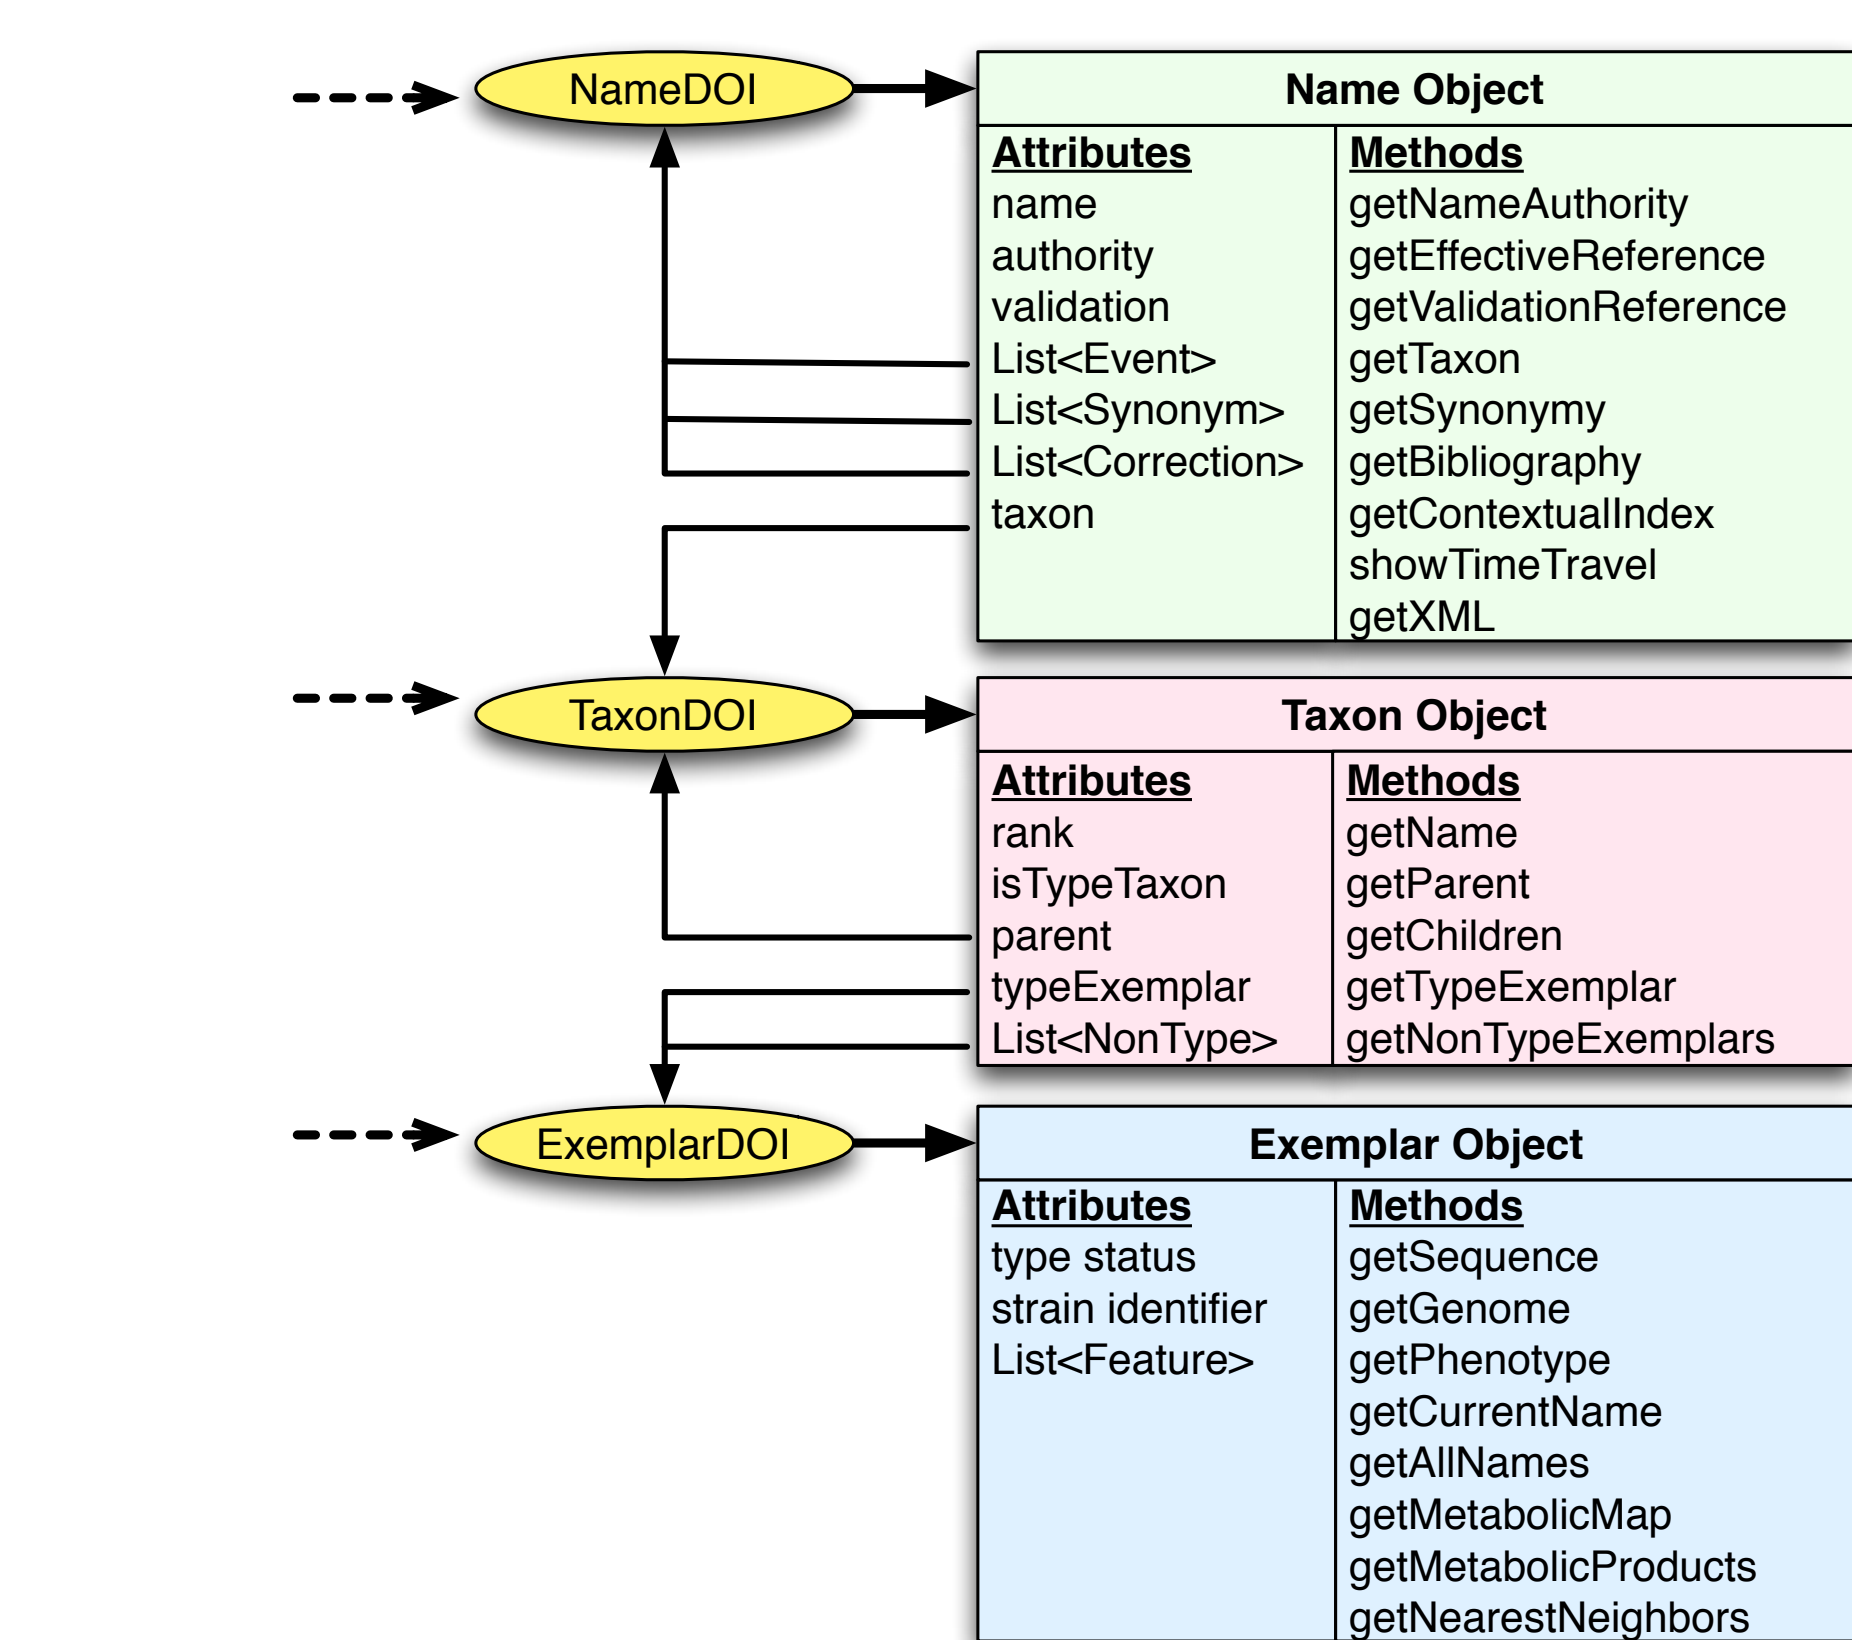 NameDOI
Name Object
Attributes
name
authority
validation
List<Event>
List<Synonym>
List<Correction>
taxon
Methods
getNameAuthority
getEffectiveReference
getValidationReference
getTaxon
getSynonymy
getBibliography
getContextualIndex
showTimeTravel
getXML
TaxonDOI
Taxon Object
Attributes
rank
isTypeTaxon
parent
typeExemplar
List<NonType>
Methods
getName
getParent
getChildren
getTypeExemplar
getNonTypeExemplars
ExemplarDOI
Exemplar Object
Attributes
type status
strain identifier
List<Feature>
Methods
getSequence
getGenome
getPhenotype
getCurrentName
getAllNames
getMetabolicMap
getMetabolicProducts
getNearestNeighbors